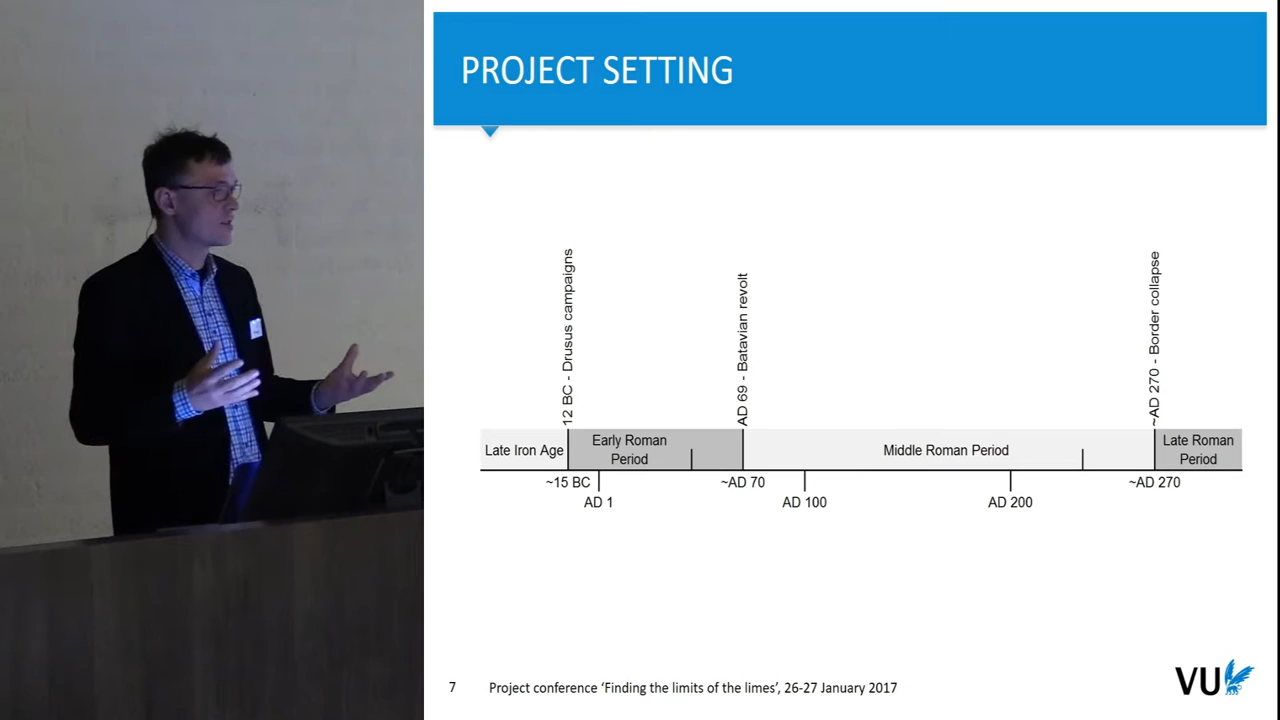 PROJECT SETTING
12 BC - Drusus campaigns
AD 69 - Batavian revolt
~AD 270 - Border collapse
Late Iron Age
Early Roman
Period
Middle Roman Period
Late Roman
Period
~15 BC
~AD 70
~AD 270
AD 1
AD 100
AD 200
7
Project conference ‘Finding the limits of the limes’, 26-27 January 2017
VU